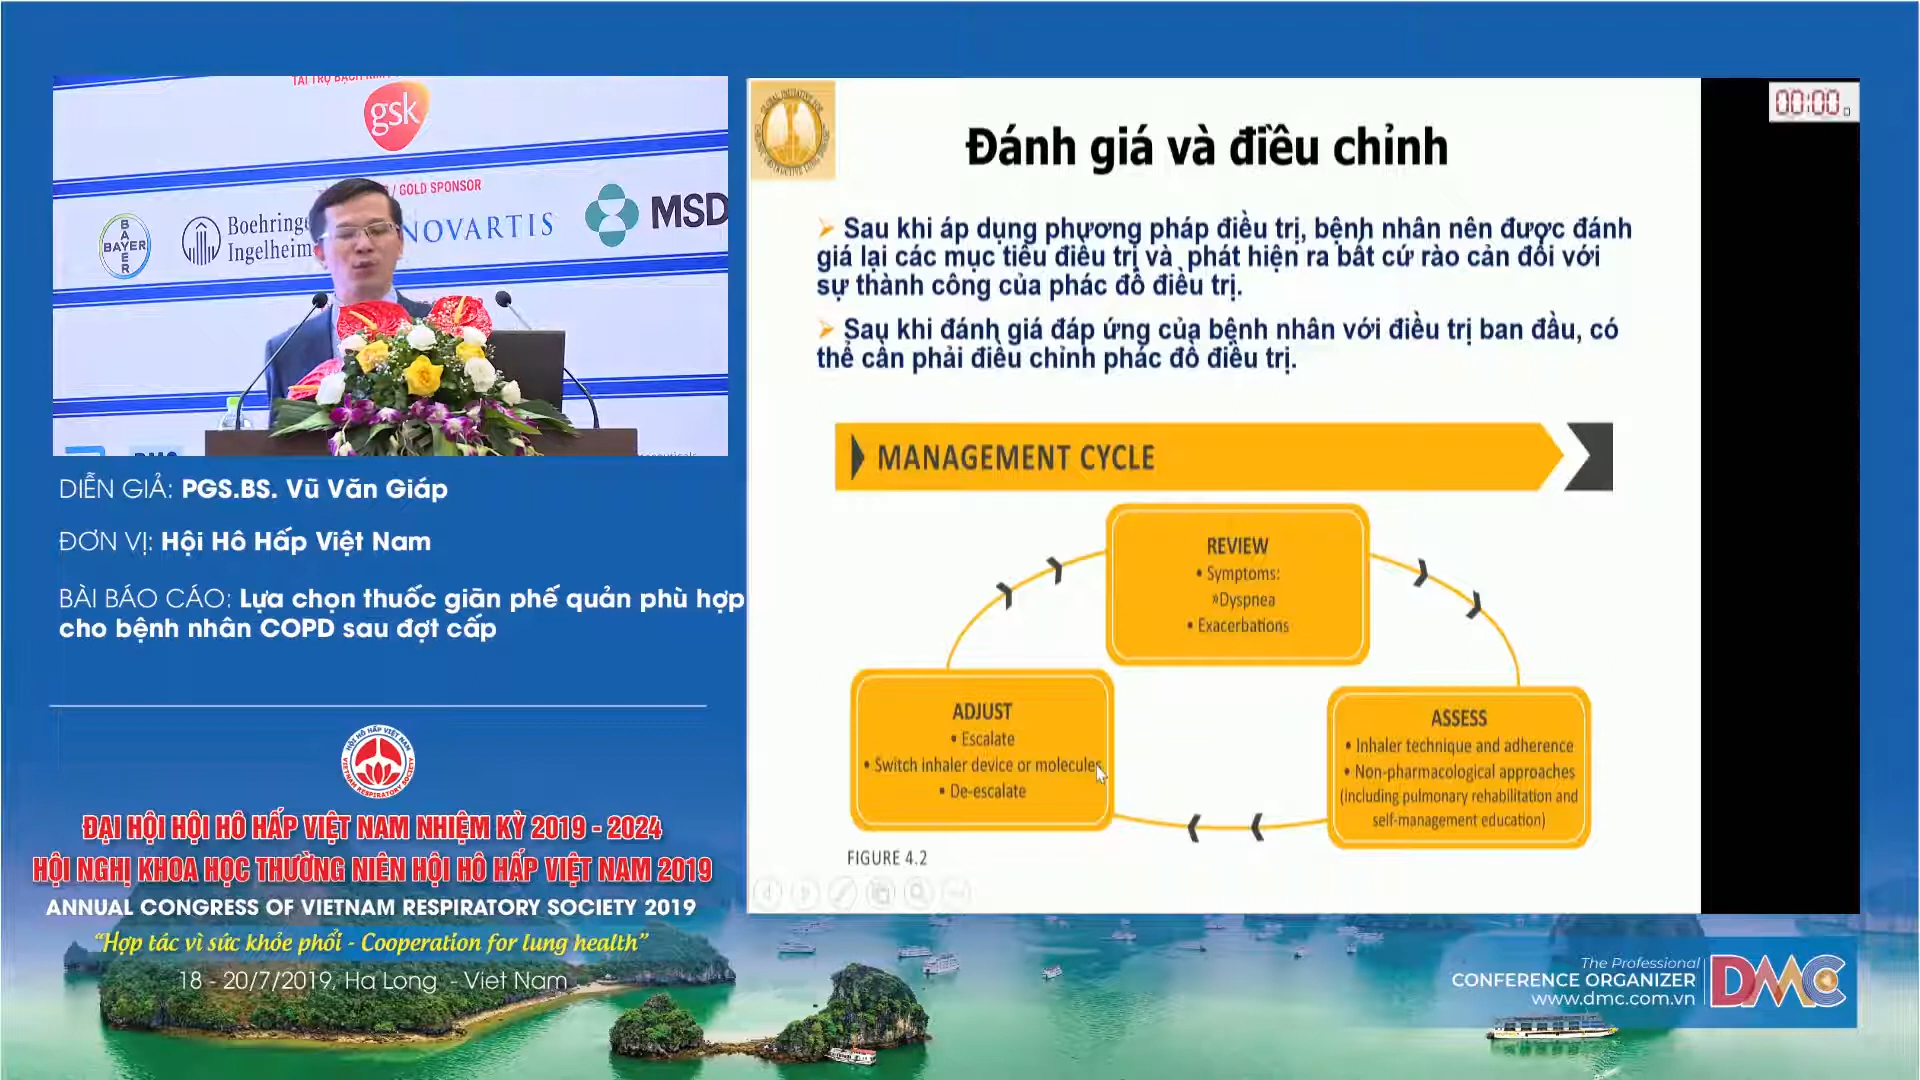 TÀI TRỢ BẠCH KIM
gsk
/ GOLD SPONSOR
BAYER
BAYER
Boehringe
Ingelheim
NOVARTIS
MSD
DIỄN GIẢ: PGS.BS. Vũ Văn Giáp
ĐƠN VỊ: Hội Hô Hấp Việt Nam
BÀI BÁO CÁO: Lựa chọn thuốc giãn phế quản phù hợp
cho bệnh nhân COPD sau đợt cấp
HỘI HÔ HẤP VIỆT NAM
VIETNAM RESPIRATORY SOCIETY
ĐẠI HỘI HỘI HÔ HẤP VIỆT NAM NHIỆM KỲ 2019 - 2024
HỘI NGHỊ KHOA HỌC THƯỜNG NIÊN HỘI HÔ HẤP VIỆT NAM 2019
ANNUAL CONGRESS OF VIETNAM RESPIRATORY SOCIETY 2019
“Hợp tác vì sức khỏe phổi - Cooperation for lung health”
18 - 20/7/2019, Ha Long - Viet Nam
00:00
Đánh giá và điều chỉnh
➢ Sau khi áp dụng phương pháp điều trị, bệnh nhân nên được đánh
giá lại các mục tiêu điều trị và phát hiện ra bất cứ rào cản đối với
sự thành công của phác đồ điều trị.
➢ Sau khi đánh giá đáp ứng của bệnh nhân với điều trị ban đầu, có
thể cần phải điều chỉnh phác đồ điều trị.
MANAGEMENT CYCLE
REVIEW
• Symptoms:
»Dyspnea
• Exacerbations
ADJUST
• Escalate
• Switch inhaler device or molecules
• De-escalate
ASSESS
• Inhaler technique and adherence
• Non-pharmacological approaches
(including pulmonary rehabilitation and
self-management education)
FIGURE 4.2
The Professional
CONFERENCE ORGANIZER
www.dmc.com.vn
DMC